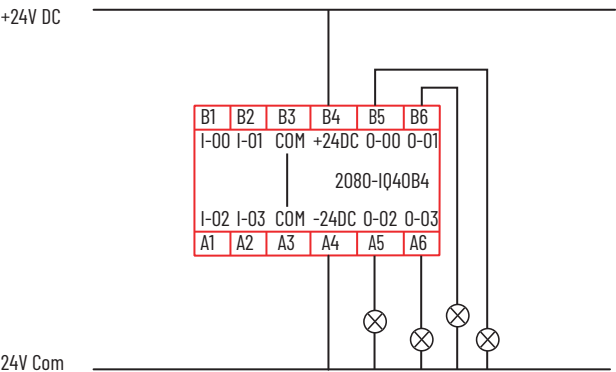 +24V DC
B1 B2 B3 B4 B5 B6
I-00 I-01 COM +24DC O-00 O-01
2080-IQ4OB4
I-02 I-03 COM -24DC O-02 O-03
A1 A2 A3 A4 A5 A6
24V Com